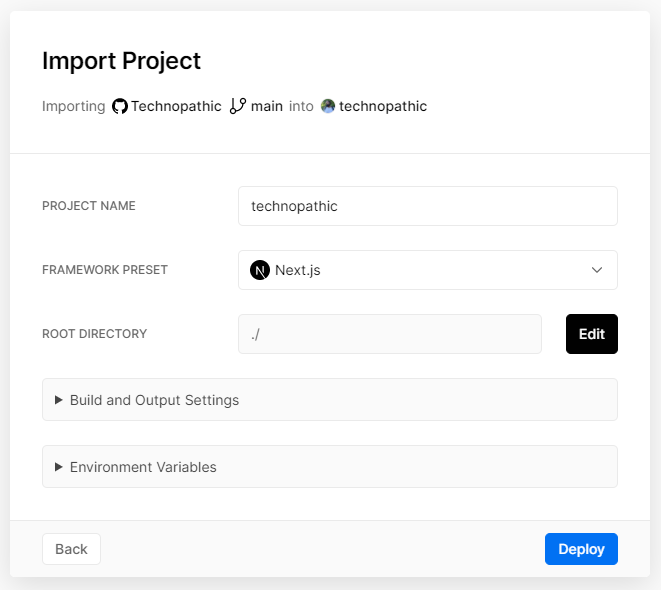 Import Project
Importing Technopathic main into technopathic
PROJECT NAME technopathic
FRAMEWORK PRESET N Next.js
ROOT DIRECTORY ./ Edit
Build and Output Settings
Environment Variables
Back Deploy